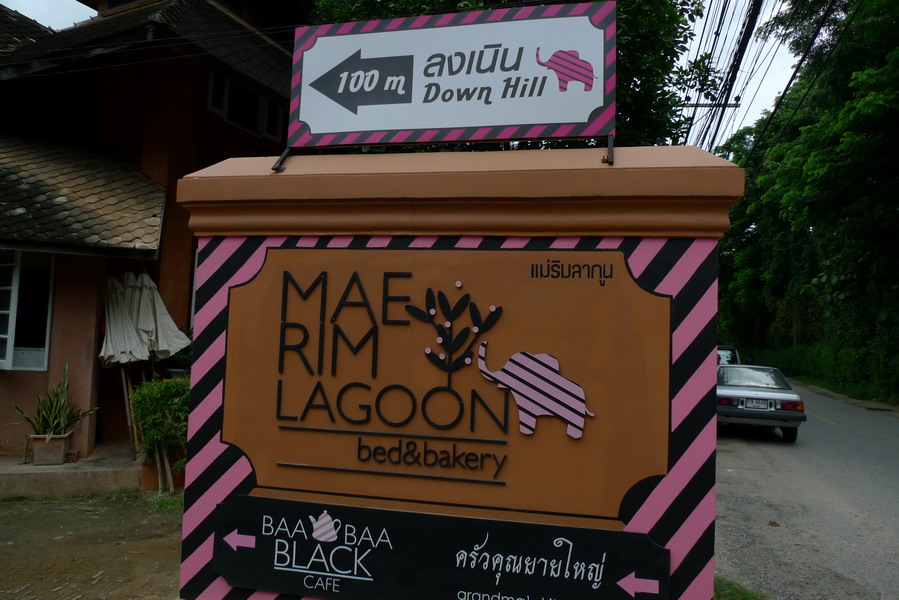 100 m
ลงเนิน
Down Hill
แม่ริมลากูน
MAE
RIM
LAGOON
bed&bakery
BAA BAA
BLACK
CAFE
ครัวคุณยายใหญ่